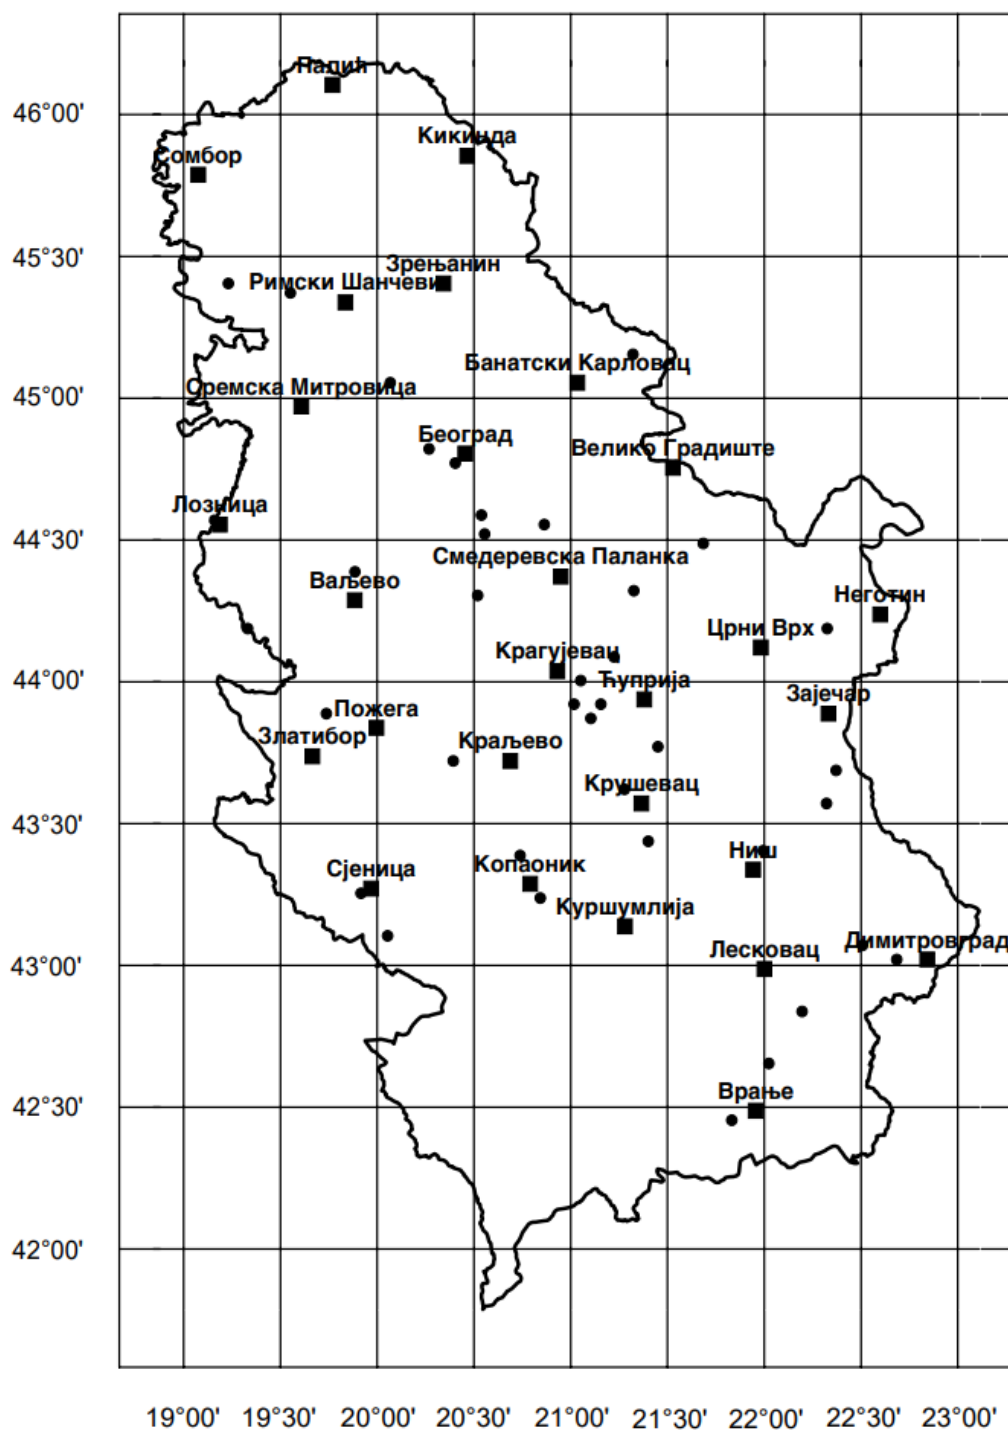 Палић
46°00'
Кикинда
Сомбор
45°30'
Зрењанин
Римски Шанчеви
Банатски Карловац
45°00'
Сремска Митровица
Београд
Велико Градиште
Лозница
44°30'
Смедеревска Паланка
Ваљево
Неготин
Црни Врх
Крагујевац
44°00'
Ћуприја
Зајечар
Пожега
Златибор
Краљево
Крушевац
43°30'
Ниш
Сјеница
Копаоник
Куршумлија
Димитровград
Лесковац
43°00'
Врање
42°30'
42°00'
19°00' 19°30' 20°00' 20°30' 21°00' 21°30' 22°00' 22°30' 23°00'